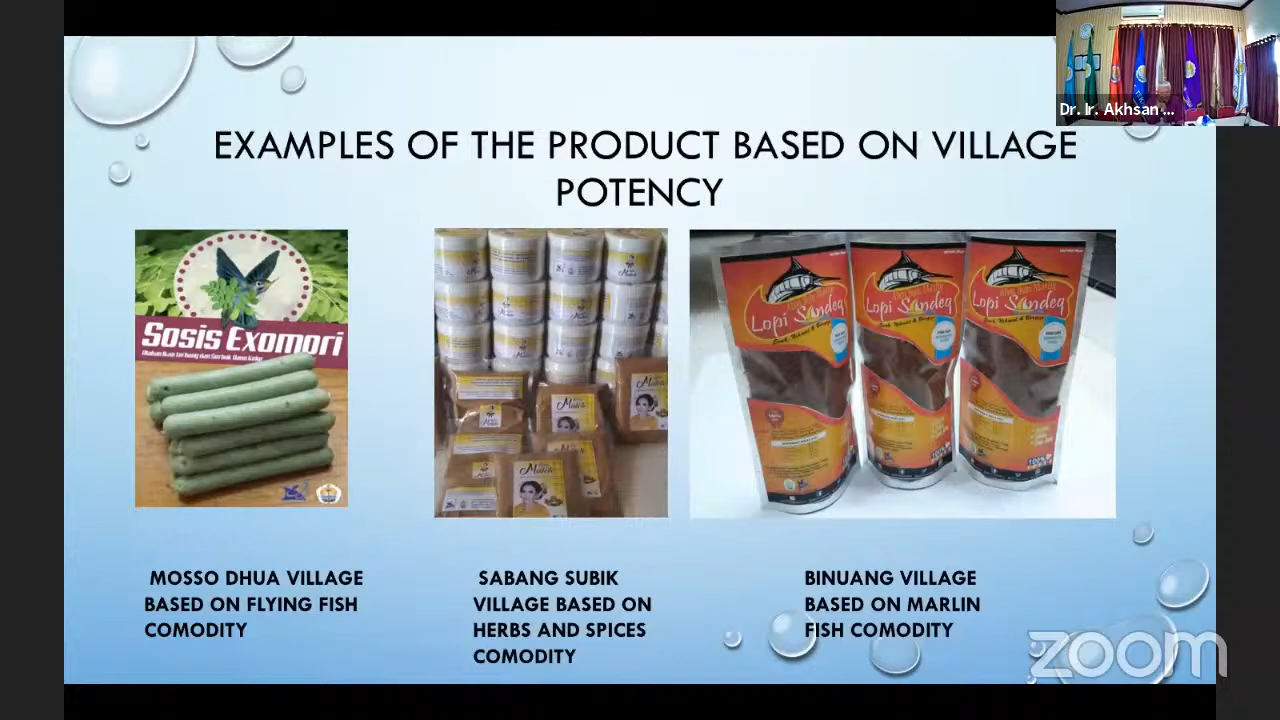 Dr. Ir. Akhsan ...
EXAMPLES OF THE PRODUCT BASED ON VILLAGE
POTENCY
Sosis Exomori
Lopi Sandeq
Lopi Sandeq
Lopi Sandeq
MOSSO DHUA VILLAGE
BASED ON FLYING FISH
COMODITY
SABANG SUBIK
VILLAGE BASED ON
HERBS AND SPICES
COMODITY
BINUANG VILLAGE
BASED ON MARLIN
FISH COMODITY
zoom